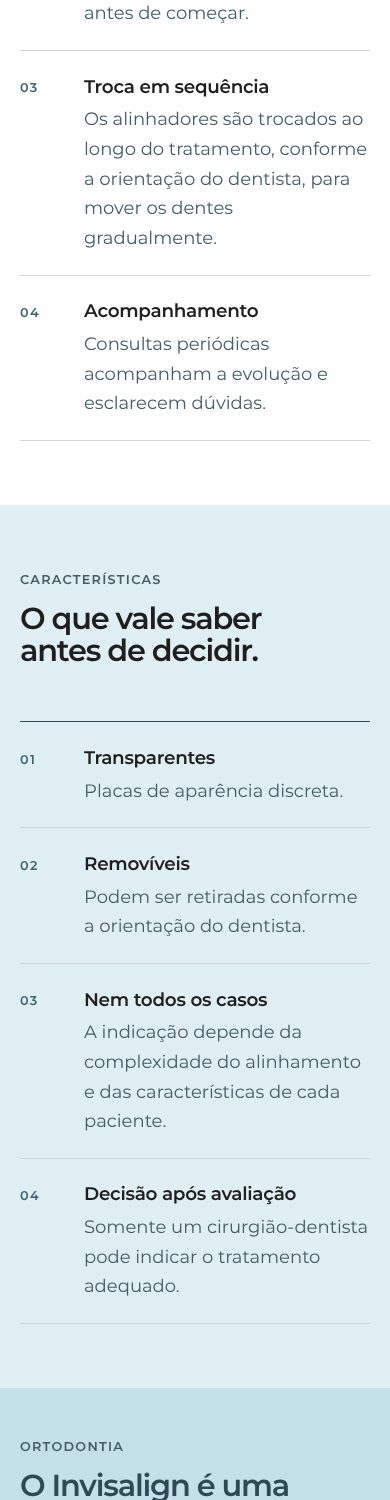 antes de começar.
03
Troca em sequência
Os alinhadores são trocados ao
longo do tratamento, conforme
a orientação do dentista, para
mover os dentes
gradualmente.
04
Acompanhamento
Consultas periódicas
acompanham a evolução e
esclarecem dúvidas.
CARACTERÍSTICAS
O que vale saber
antes de decidir.
01
Transparentes
Placas de aparência discreta.
02
Removíveis
Podem ser retiradas conforme
a orientação do dentista.
03
Nem todos os casos
A indicação depende da
complexidade do alinhamento
e das características de cada
paciente.
04
Decisão após avaliação
Somente um cirurgião-dentista
pode indicar o tratamento
adequado.
ORTODONTIA
O Invisalign é uma